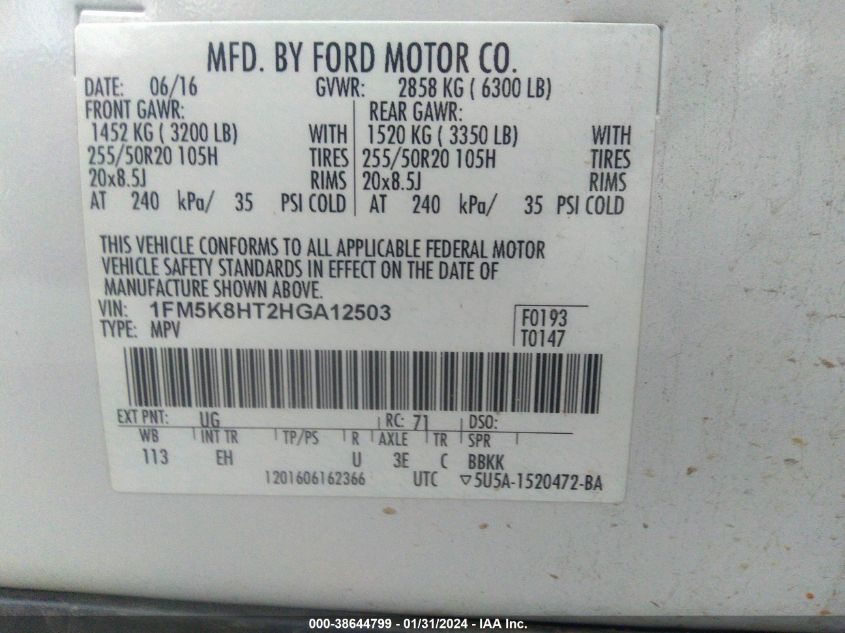 MFD. BY FORD MOTOR CO.
DATE: 06/16 GVWR: 2858 KG ( 6300 LB)
FRONT GAWR: REAR GAWR:
1452 KG ( 3200 LB) WITH 1520 KG ( 3350 LB) WITH
255/50R20 105H TIRES 255/50R20 105H TIRES
20x8.5J RIMS 20x8.5J RIMS
AT 240 kPa/ 35 PSI COLD AT 240 kPa/ 35 PSI COLD
THIS VEHICLE CONFORMS TO ALL APPLICABLE FEDERAL MOTOR
VEHICLE SAFETY STANDARDS IN EFFECT ON THE DATE OF
MANUFACTURE SHOWN ABOVE.
VIN: 1FM5K8HT2HGA12503 F0193
TYPE: MPV T0147
EXT PNT: UG RC: 71 DSO:
WB INT TR TP/PS R AXLE TR SPR
113 EH U 3E C BBKK
1201606162366 UTC ▽5U5A-1520472-BA
000-38644799 - 01/31/2024 - IAA Inc.